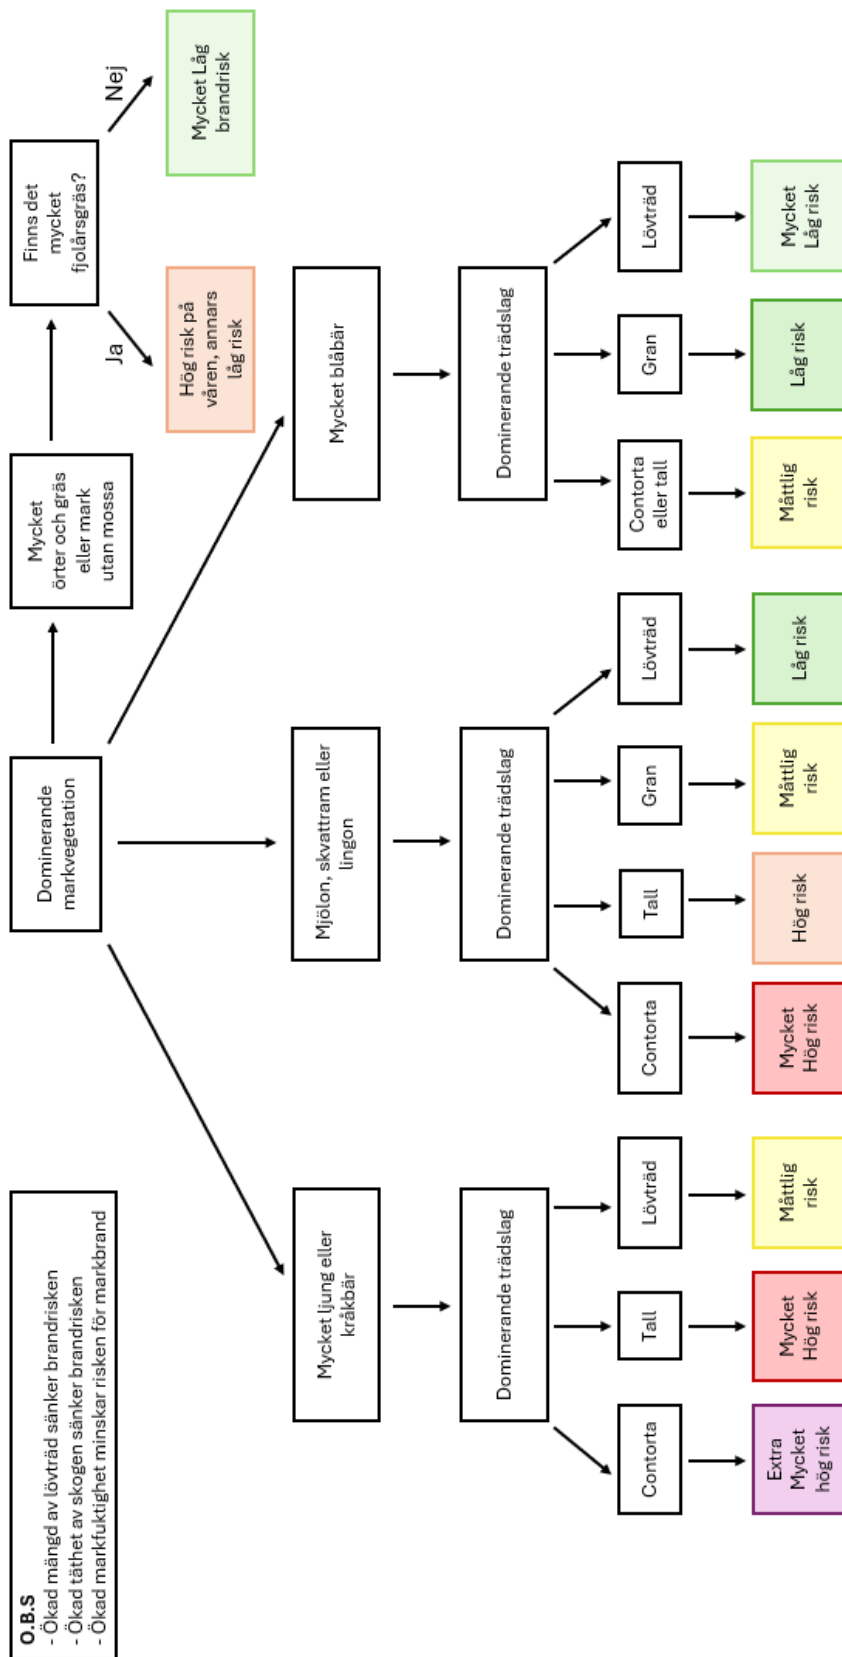 O.B.S
- Ökad mängd av lövträd sänker brandrisken
- Ökad täthet av skogen sänker brandrisken
- Ökad markfuktighet minskar risken för markbrand
Dominerande
markvegetation
Mycket
örter och gräs
eller mark
utan mossa
Finns det
mycket
fjolårsgräs?
Ja
Nej
Hög risk på
våren, annars
låg risk
Mycket Låg
brandrisk
Mycket ljung eller
kråkbär
Mjölon, skvattram eller
lingon
Mycket blåbär
Dominerande trädslag
Dominerande trädslag
Dominerande trädslag
Contorta
Tall
Lövträd
Contorta
Tall
Gran
Lövträd
Contorta
eller tall
Gran
Lövträd
Extra
Mycket
hög risk
Mycket
Hög risk
Måttlig
risk
Mycket
Hög risk
Hög risk
Måttlig
risk
Låg risk
Måttlig
risk
Låg risk
Mycket
Låg risk